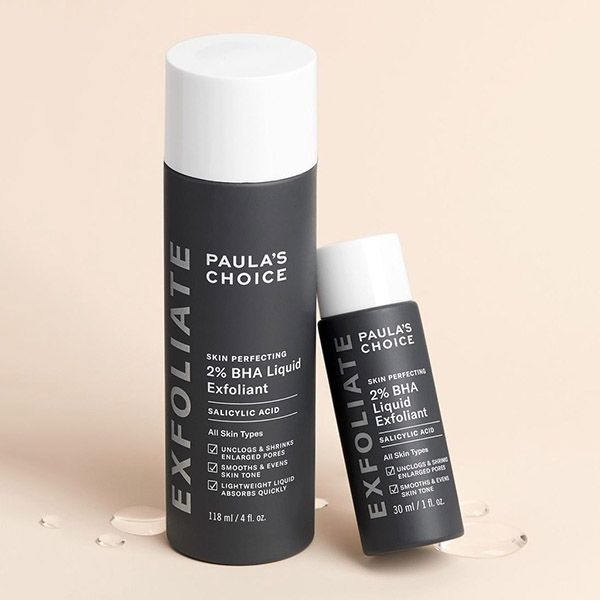 EXFOLIATE
PAULA'S
CHOICE
SKIN PERFECTING
2% BHA Liquid
Exfoliant
SALICYLIC ACID
All Skin Types
UNCLOGS & SHRINKS
ENLARGED PORES
SMOOTHS & EVENS
SKIN TONE
LIGHTWEIGHT LIQUID
ABSORBS QUICKLY
118 ml / 4 fl. oz.
EXFOLIATE
PAULA'S
CHOICE
SKIN PERFECTING
2% BHA
Liquid
Exfoliant
SALICYLIC ACID
All Skin Types
UNCLOGS & SHRINKS
ENLARGED PORES
SMOOTHS & EVENS
SKIN TONE
30 ml / 1 fl. oz.